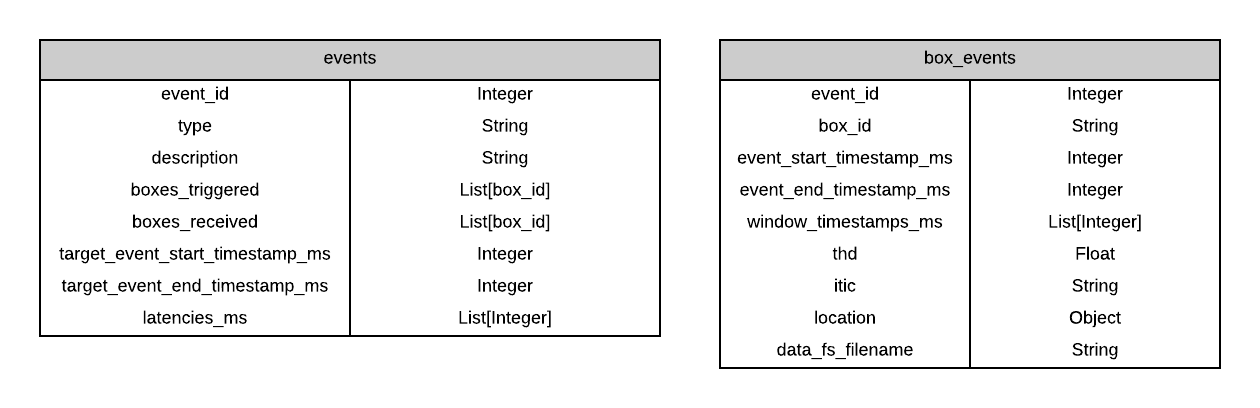 events
event_id Integer
type String
description String
boxes_triggered List[box_id]
boxes_received List[box_id]
target_event_start_timestamp_ms Integer
target_event_end_timestamp_ms Integer
latencies_ms List[Integer]
box_events
event_id Integer
box_id String
event_start_timestamp_ms Integer
event_end_timestamp_ms Integer
window_timestamps_ms List[Integer]
thd Float
itic String
location Object
data_fs_filename String